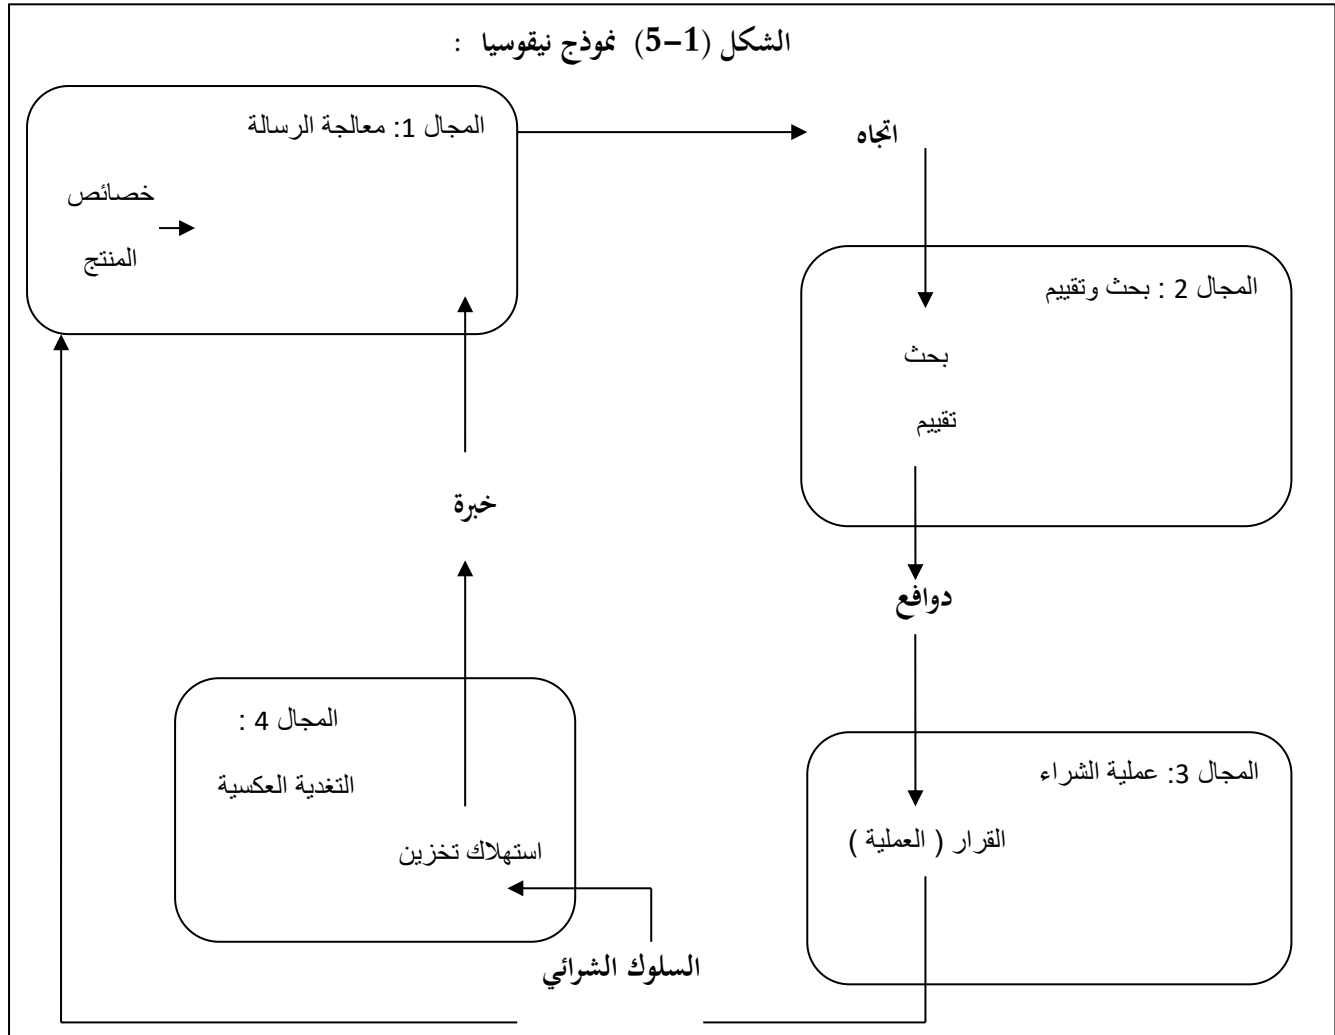 الشكل (1-5) نموذج نيقوسيا :
المجال 1: معالجة الرسالة
خصائص
المنتج
اتجاه
المجال 2 : بحث وتقييم
بحث
تقييم
دوافع
المجال 3: عملية الشراء
القرار ( العملية )
خبرة
المجال 4 :
التغدية العكسية
استهلاك تخزين
السلوك الشرائي